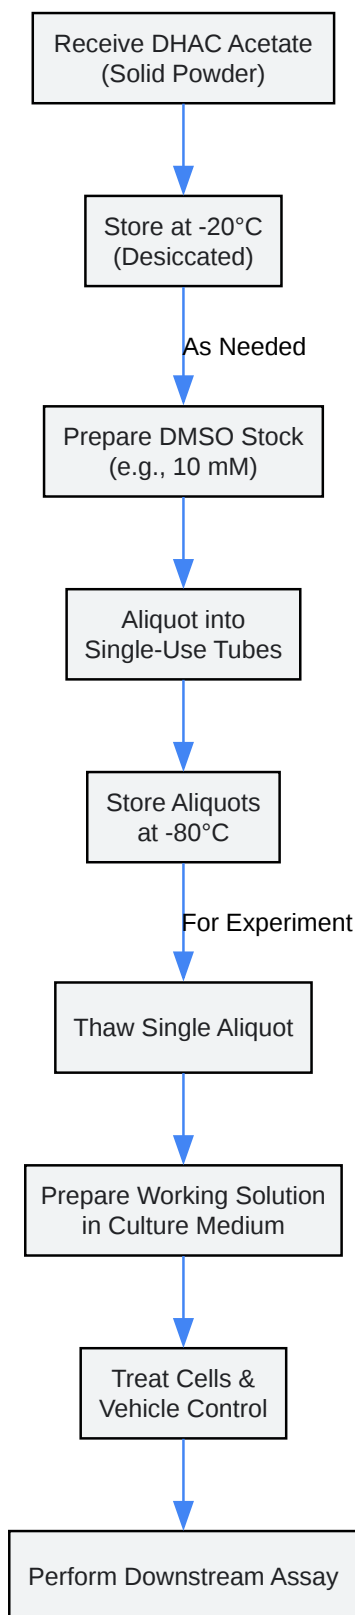 Receive DHAC Acetate
(Solid Powder)
Store at -20°C
(Desiccated)
As Needed
Prepare DMSO Stock
(e.g., 10 mM)
Aliquot into
Single-Use Tubes
Store Aliquots
at -80°C
For Experiment
Thaw Single Aliquot
Prepare Working Solution
in Culture Medium
Treat Cells &
Vehicle Control
Perform Downstream Assay